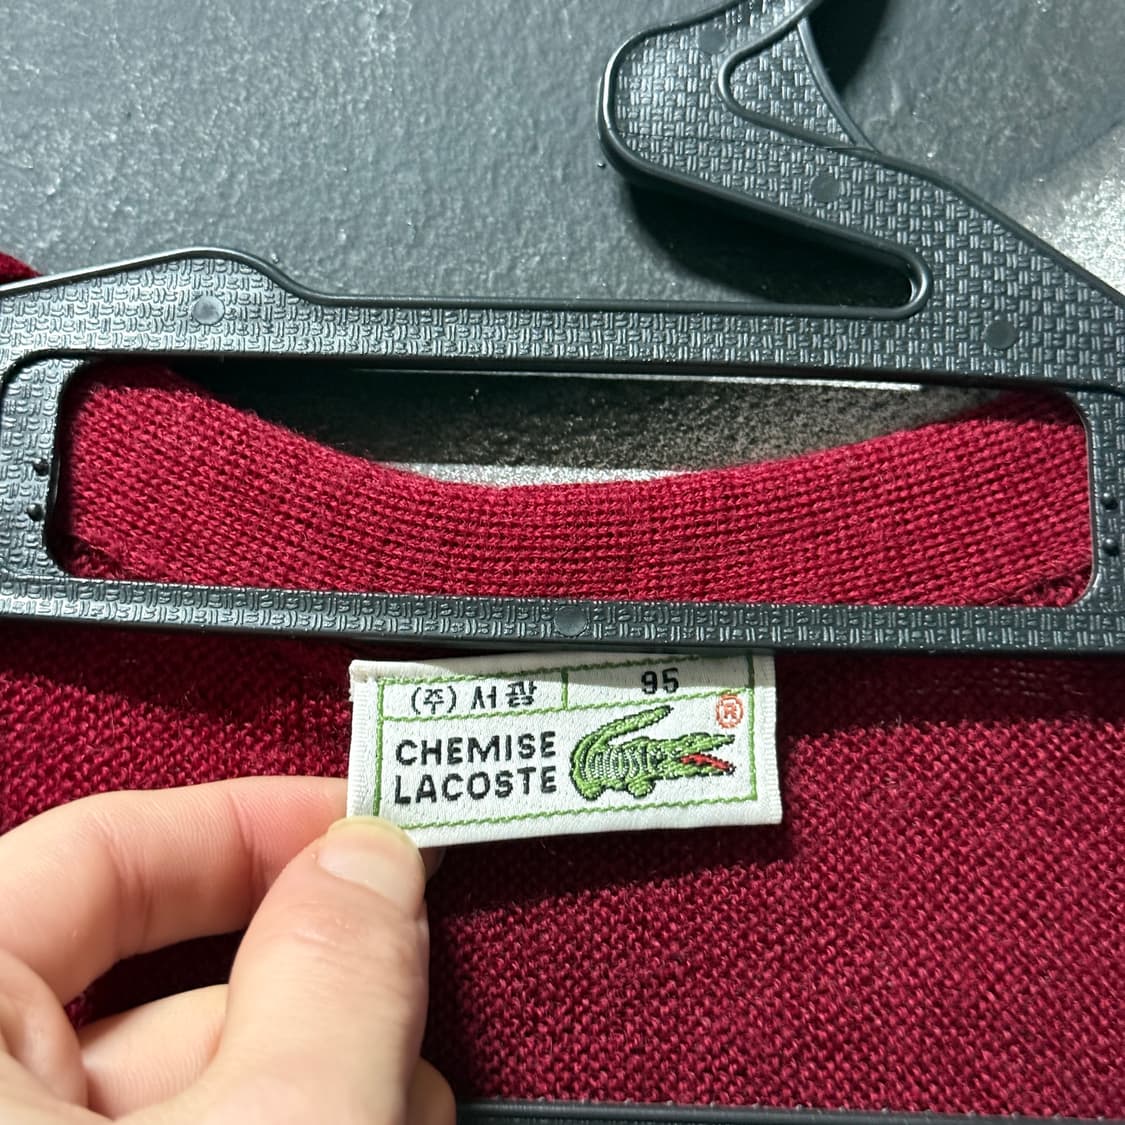 (주) 서광 95
®
CHEMISE
LACOSTE